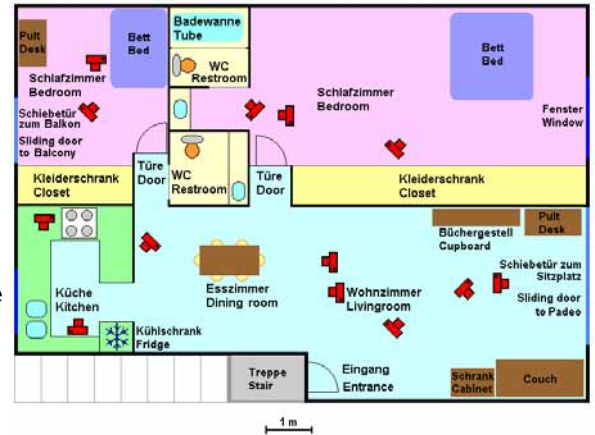 Badewanne
Tube
Pult
Desk
Bett
Bed
Bett
Bed
WC
Restroom
Schlafzimmer
Bedroom
Schlafzimmer
Bedroom
Schiebetür
zum Balkon
Sliding door
to Balcony
Fenster
Window
Türe
Door
WC
Restroom
Türe
Door
Kleiderschrank
Closet
Kleiderschrank
Closet
Büchergestell
Cupboard
Pult
Desk
Schiebetür zum
Sitzplatz
Sliding door
to Padeo
Küche
Kitchen
Esszimmer
Dining room
Wohnzimmer
Livingroom
Kühlschrank
Fridge
Treppe
Stair
Eingang
Entrance
Schrank
Cabinet
Couch
1 m